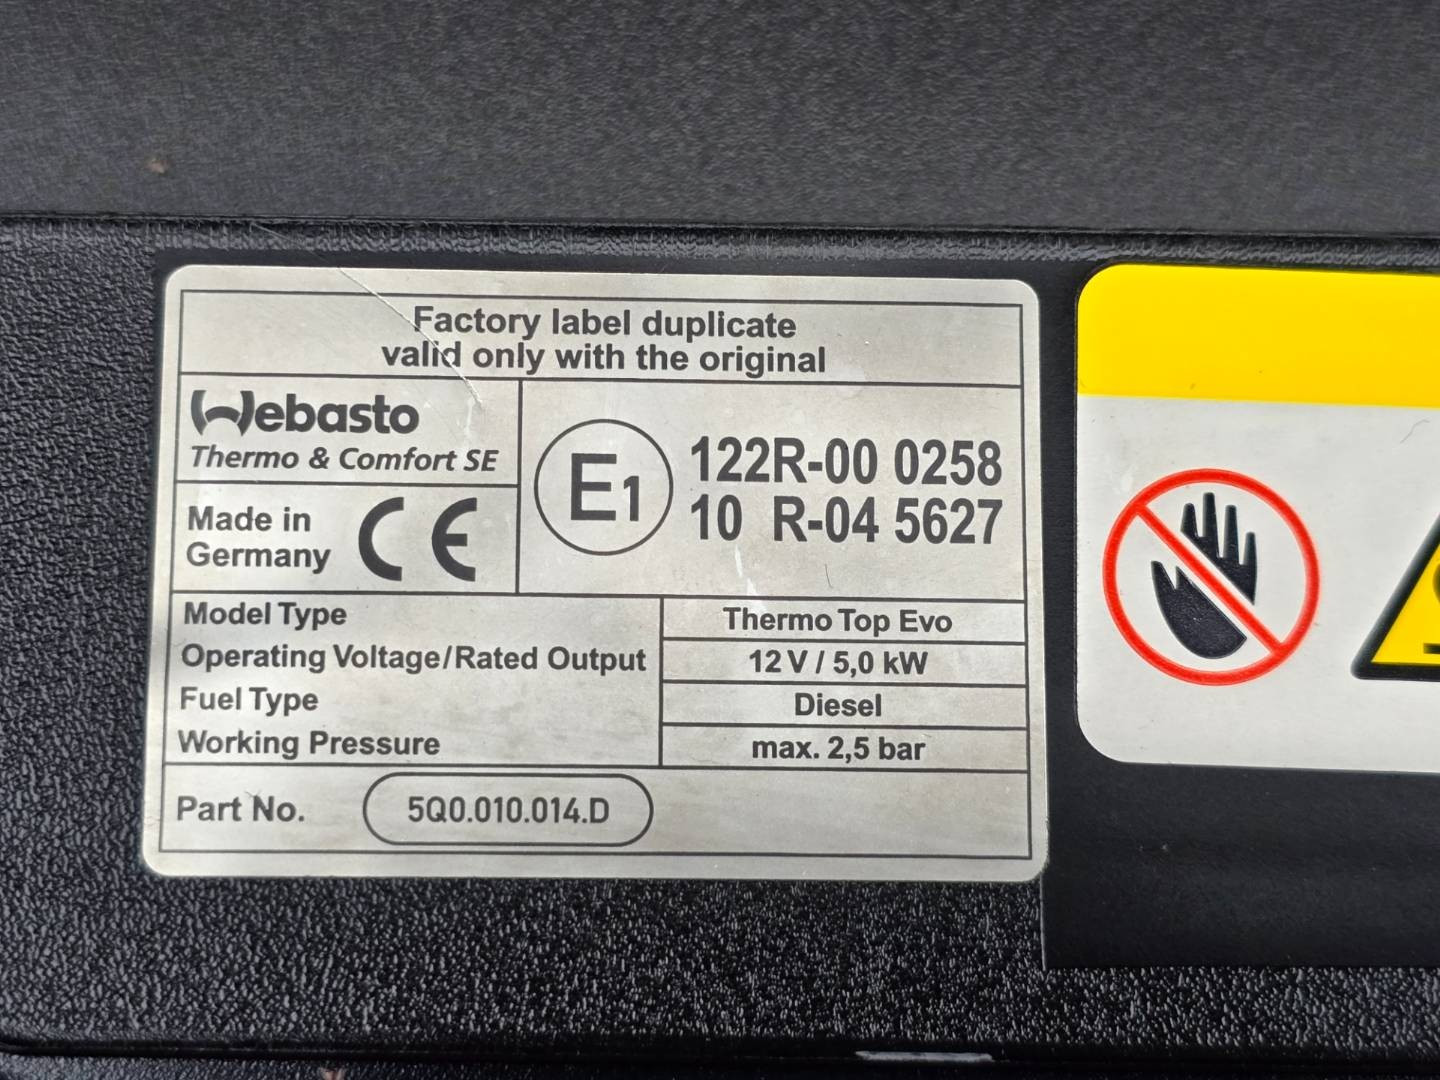 Factory label duplicate
valid only with the original
Webasto
Thermo & Comfort SE
Made in
Germany
CE
E1
122R-00 0258
10 R-04 5627
Model Type Thermo Top Evo
Operating Voltage/Rated Output 12 V / 5,0 kW
Fuel Type Diesel
Working Pressure max. 2,5 bar
Part No. 5Q0.010.014.D